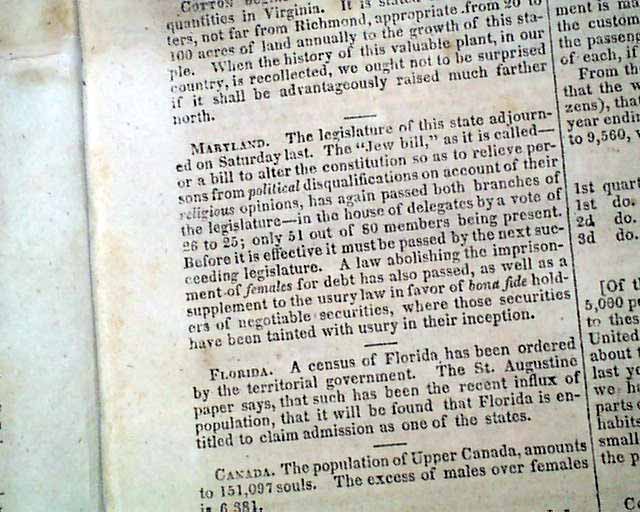 COTTON
quantities in Virginia. It is
ters, not far from Richmond, appropriate from 20 to
100 acres of land annually to the growth of this sta-
ple. When the history of this valuable plant, in our
country, is recollected, we ought not to be surprised
if it shall be advantageously raised much farther
north.
MARYLAND. The legislature of this state adjourn-
ed on Saturday last. The "Jew bill," as it is called—
or a bill to alter the constitution so as to relieve per-
sons from political disqualifications on account of their
religious opinions, has again passed both branches of
the legislature—in the house of delegates by a vote of
26 to 25; only 51 out of 80 members being present.
Before it is effective it must be passed by the next suc-
ceeding legislature. A law abolishing the imprison-
ment of females for debt has also passed, as well as a
supplement to the usury law in favor of bona fide hold-
ers of negotiable securities, where those securities
have been tainted with usury in their inception.
FLORIDA. A census of Florida has been ordered
by the territorial government. The St. Augustine
paper says, that such has been the recent influx of
population, that it will be found that Florida is en-
titled to claim admission as one of the states.
CANADA. The population of Upper Canada, amounts
to 151,097 souls. The excess of males over females
is 6,381.
ment is
the custom
the passeng
of each, if
From th
that the w
zens), tha
year endin
to 9,560,
1st quart
1st do.
2d do.
3d do.
[Of t
5,000 p
to thes
United
about
last y
we h
parts
habits
small
the p